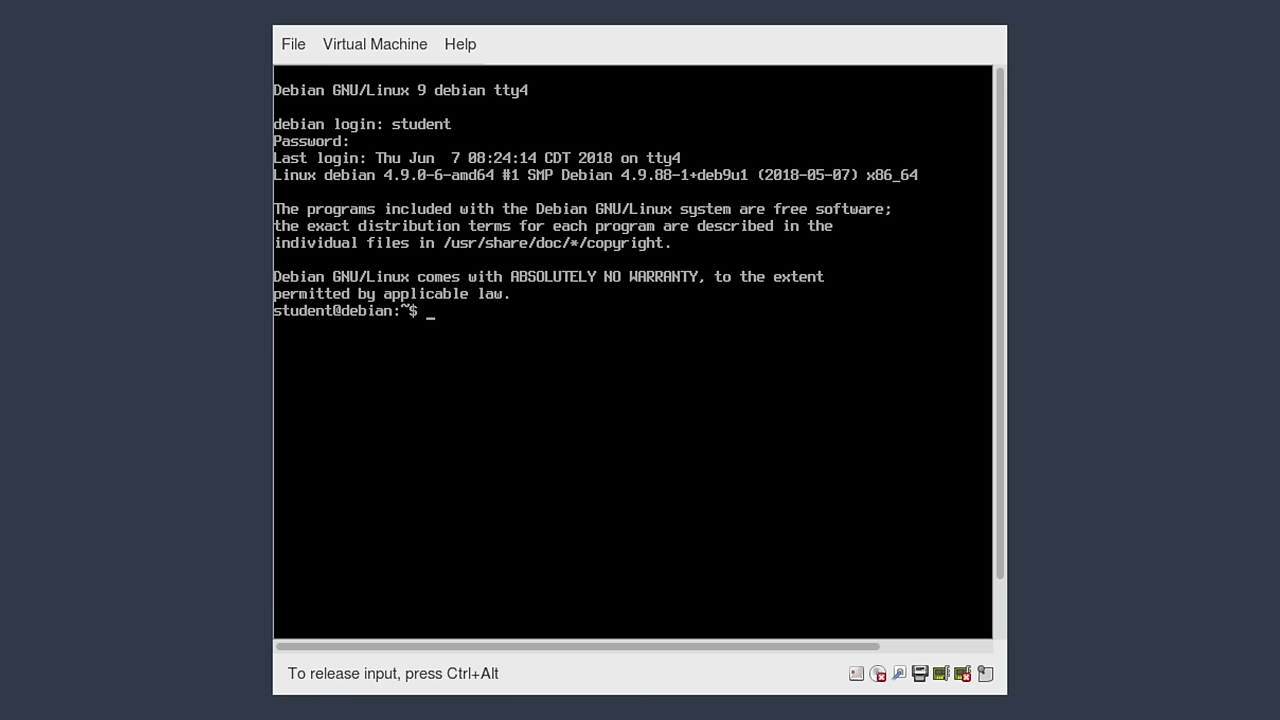 File Virtual Machine Help
Debian GNU/Linux 9 debian tty4
debian login: student
Password:
Last login: Thu Jun  7 08:24:14 CDT 2018 on tty4
Linux debian 4.9.0-6-amd64 #1 SMP Debian 4.9.88-1+deb9u1 (2018-05-07) x86_64
The programs included with the Debian GNU/Linux system are free software;
the exact distribution terms for each program are described in the
individual files in /usr/share/doc/*/copyright.
Debian GNU/Linux comes with ABSOLUTELY NO WARRANTY, to the extent
permitted by applicable law.
student@debian:~$ _
To release input, press Ctrl+Alt